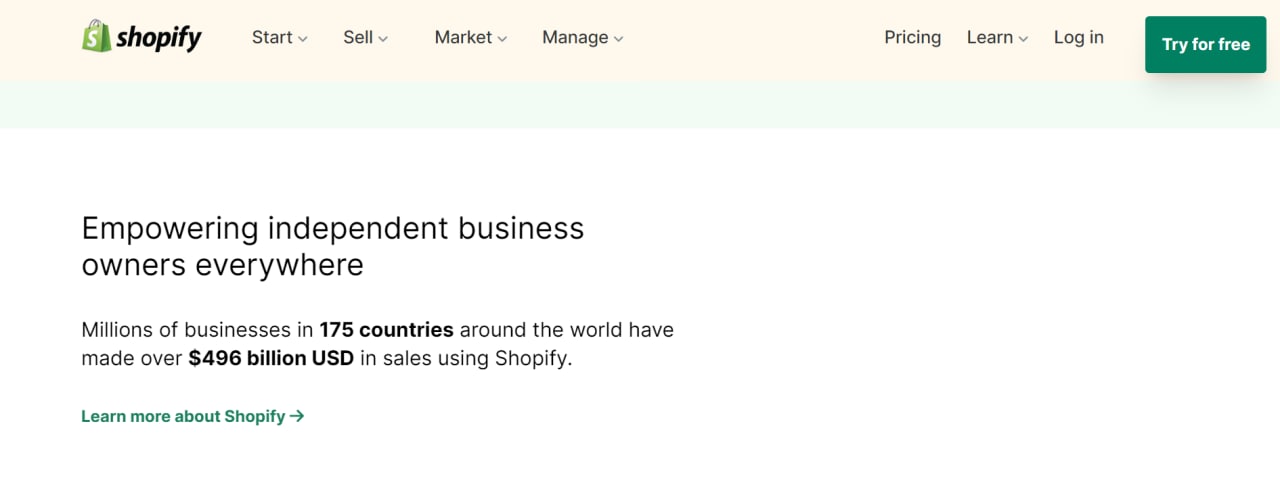 shopify Start Sell Market Manage Pricing Learn Log in Try for free
Empowering independent business
owners everywhere
Millions of businesses in 175 countries around the world have
made over $496 billion USD in sales using Shopify.
Learn more about Shopify →